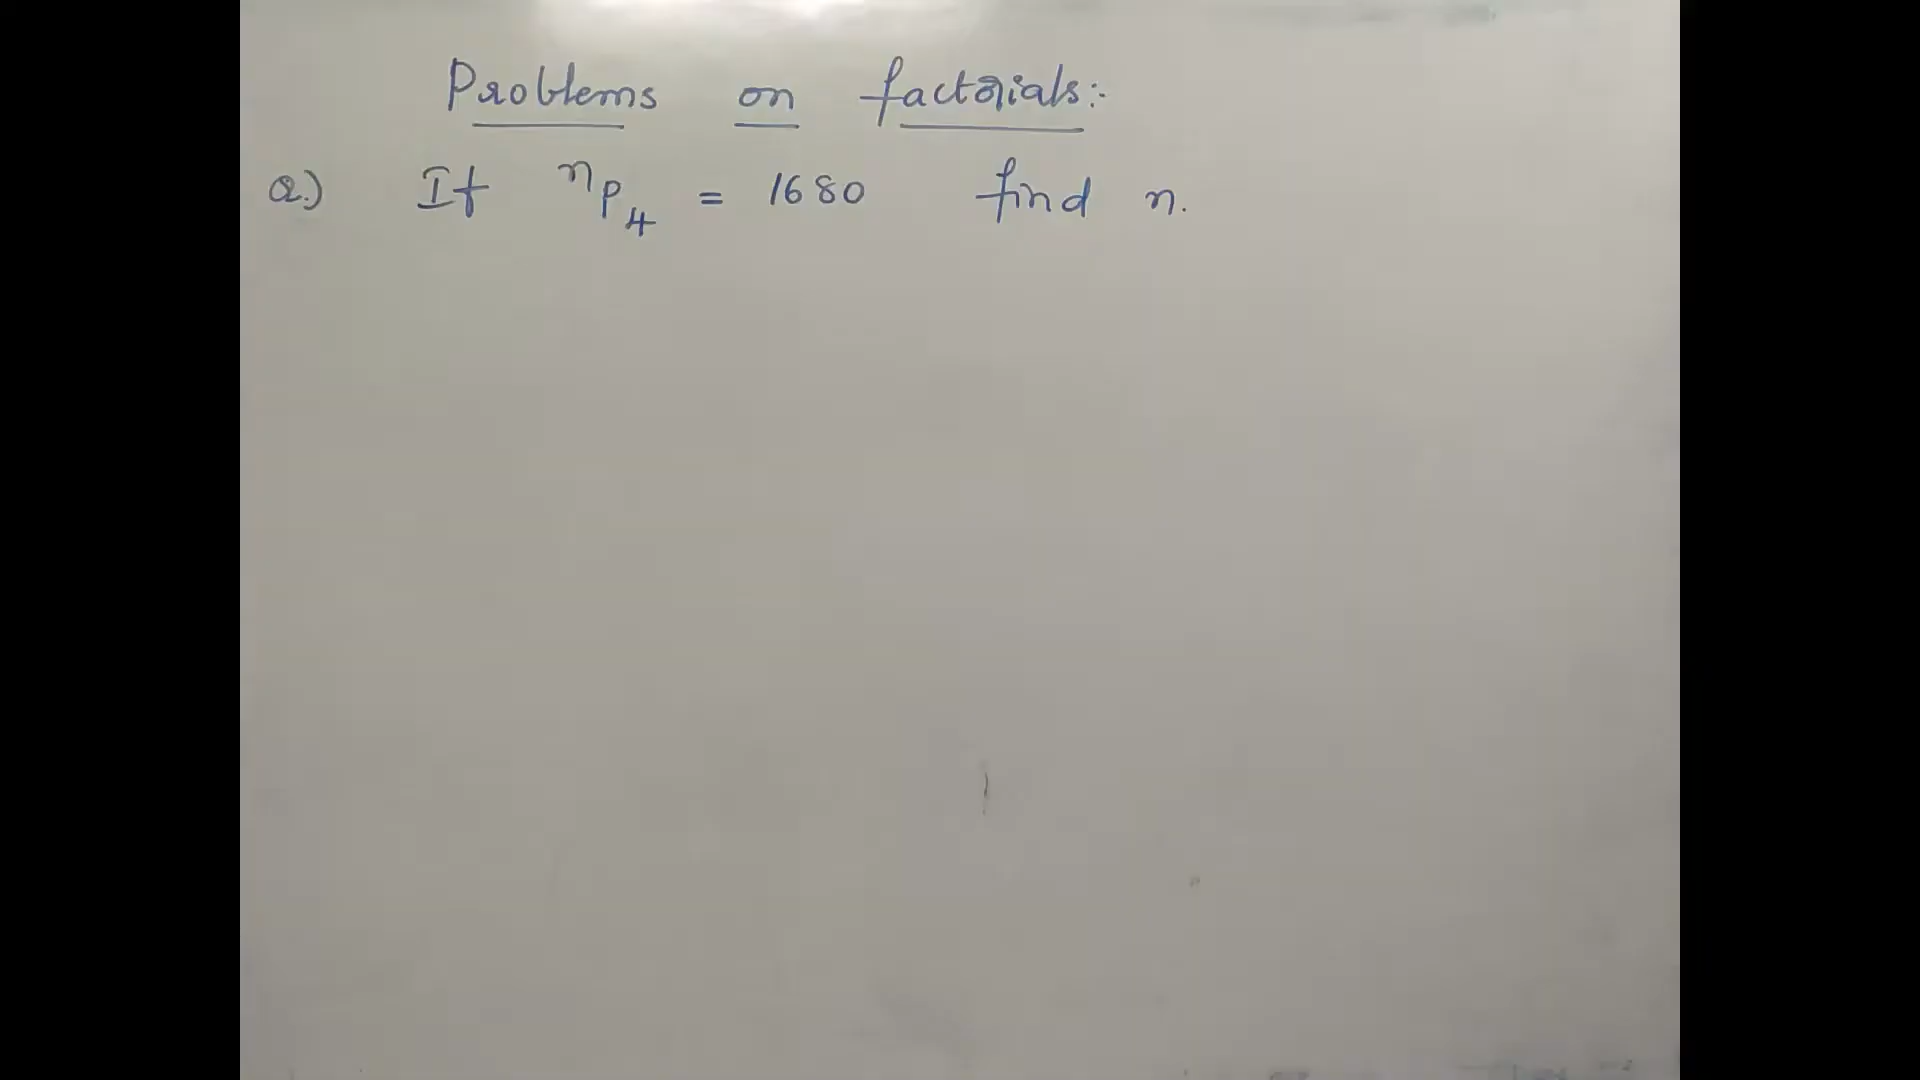 Problems on factorials:-
Q.) If ⁿP₄ = 1680 find n.